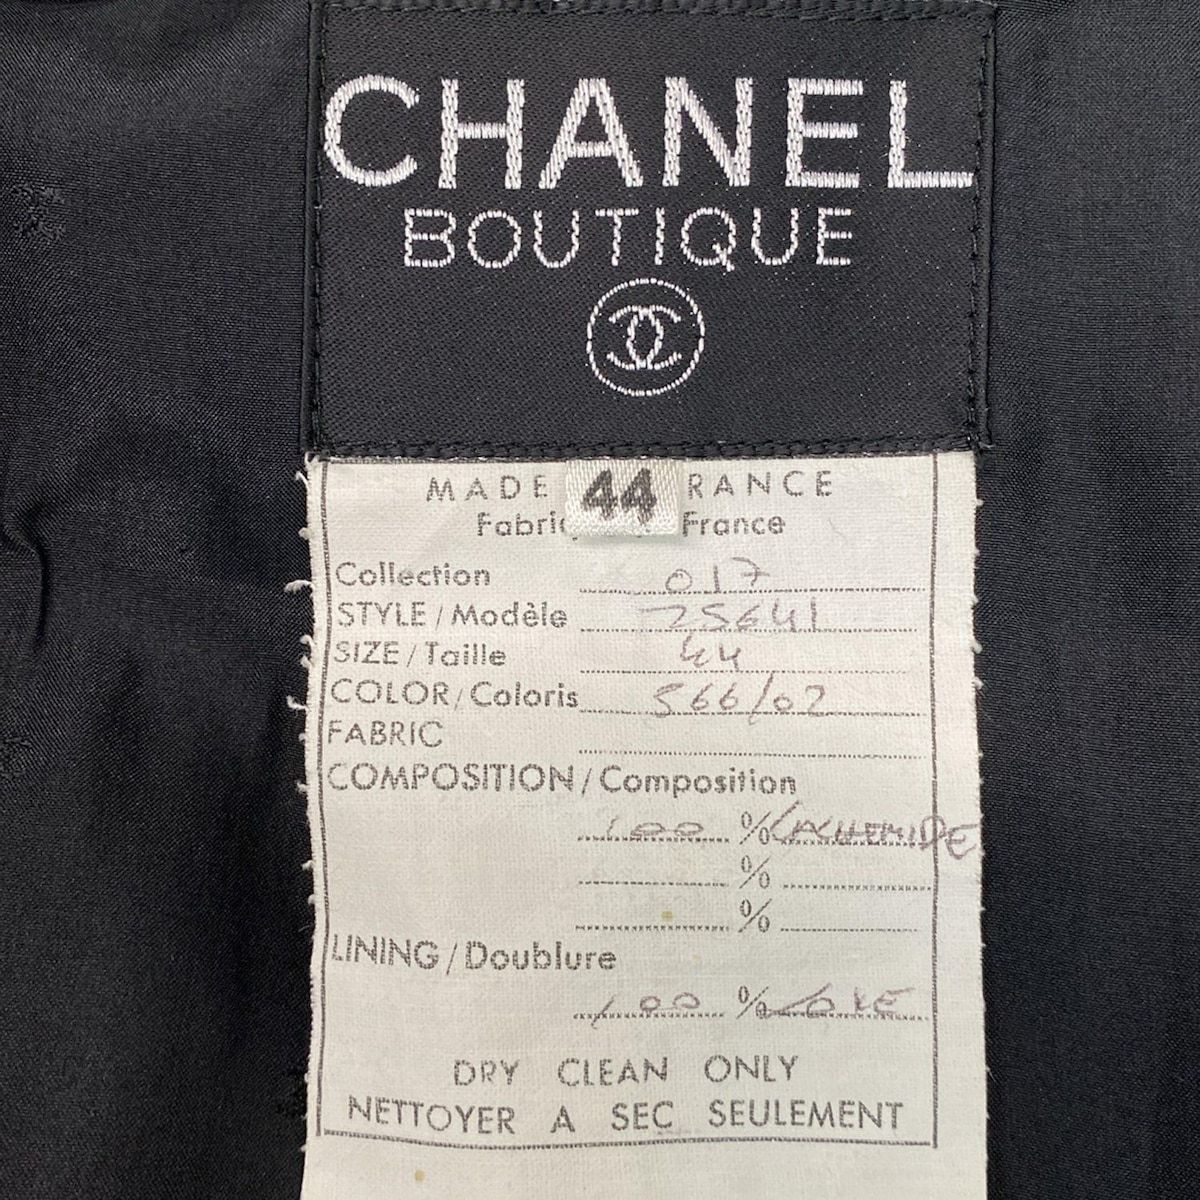 CHANEL
BOUTIQUE
MADE 44 RANCE
Fabri France
Collection 017
STYLE/Modèle 25641
SIZE/Taille 44
COLOR/Coloris 566/02
FABRIC
COMPOSITION/Composition
100 % CACHEMIRE
%
%
LINING/Doublure
100 %
DRY CLEAN ONLY
NETTOYER A SEC SEULEMENT